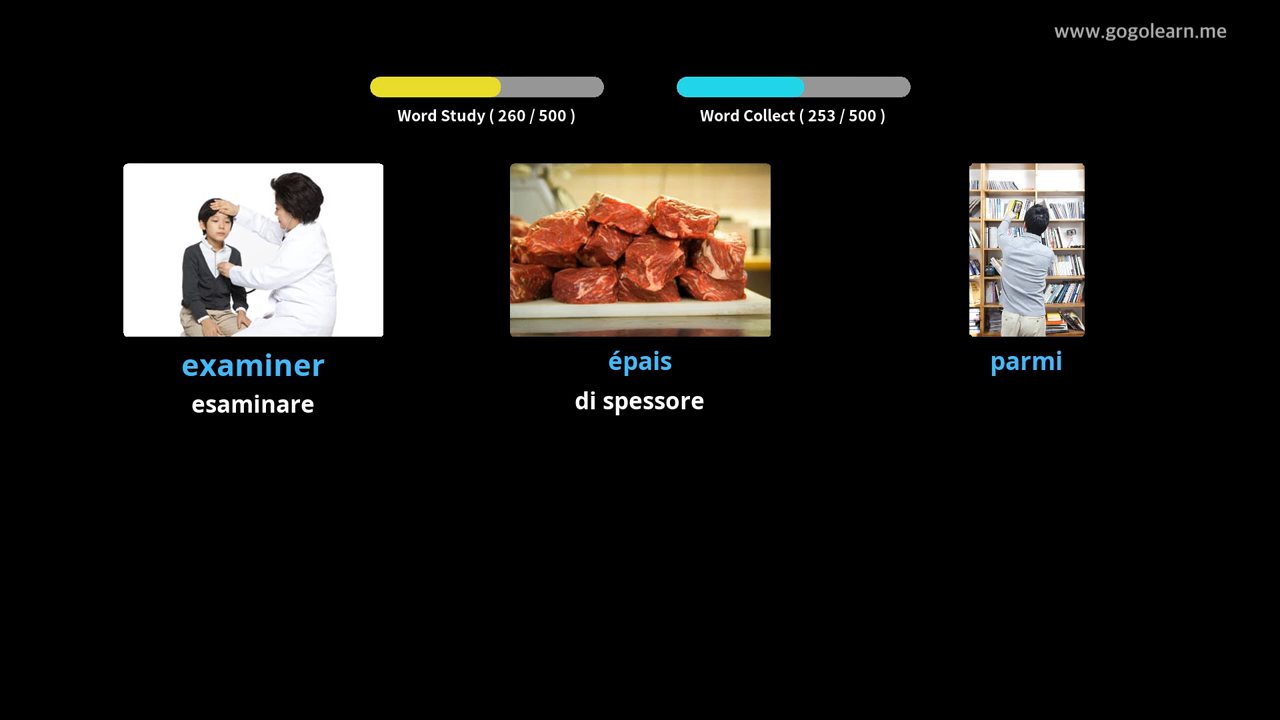 www.gogolearn.me
Word Study ( 260 / 500 )
Word Collect ( 253 / 500 )
examiner
esaminare
épais
di spessore
parmi